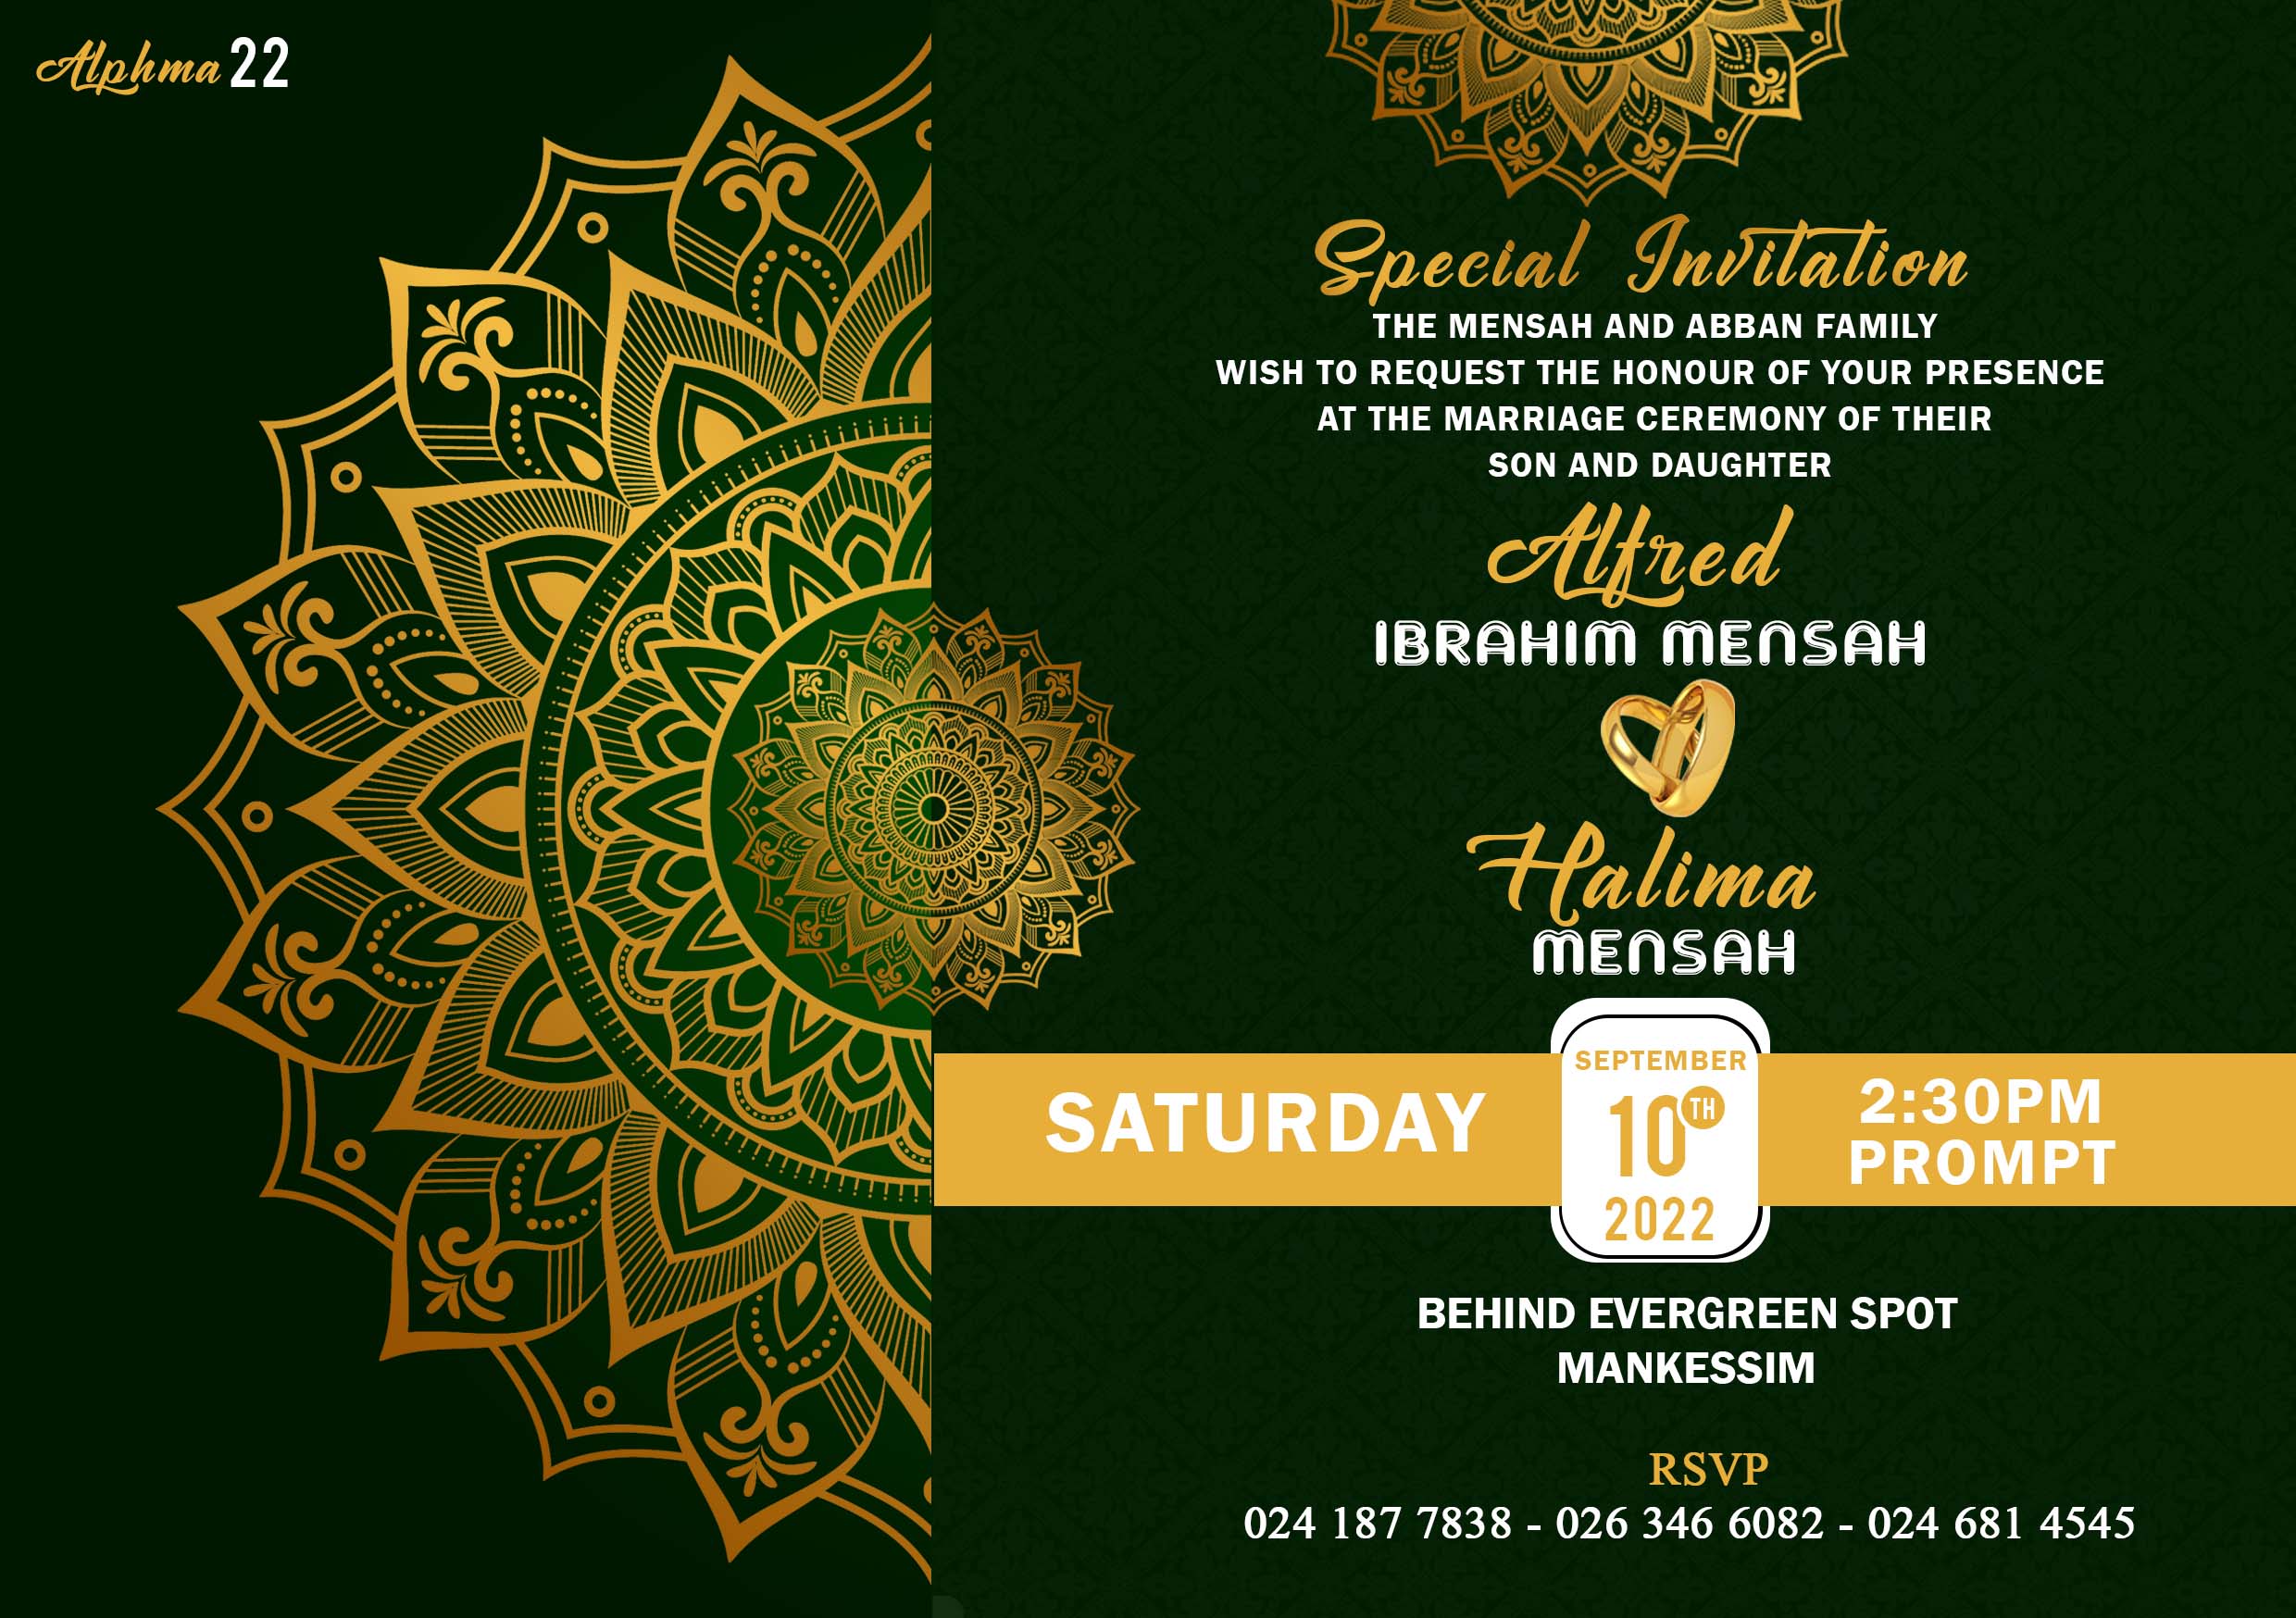 Alphma 22
Special Invitation
THE MENSAH AND ABBAN FAMILY
WISH TO REQUEST THE HONOUR OF YOUR PRESENCE
AT THE MARRIAGE CEREMONY OF THEIR
SON AND DAUGHTER
Alfred
IBRAHIM MENSAH
Halima
MENSAH
SATURDAY
SEPTEMBER
10TH
2022
2:30PM
PROMPT
BEHIND EVERGREEN SPOT
MANKESSIM
RSVP
024 187 7838 - 026 346 6082 - 024 681 4545